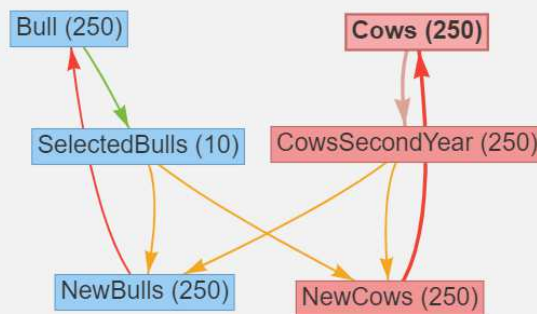 Bull (250)
Cows (250)
SelectedBulls (10)
CowsSecondYear (250)
NewBulls (250)
NewCows (250)